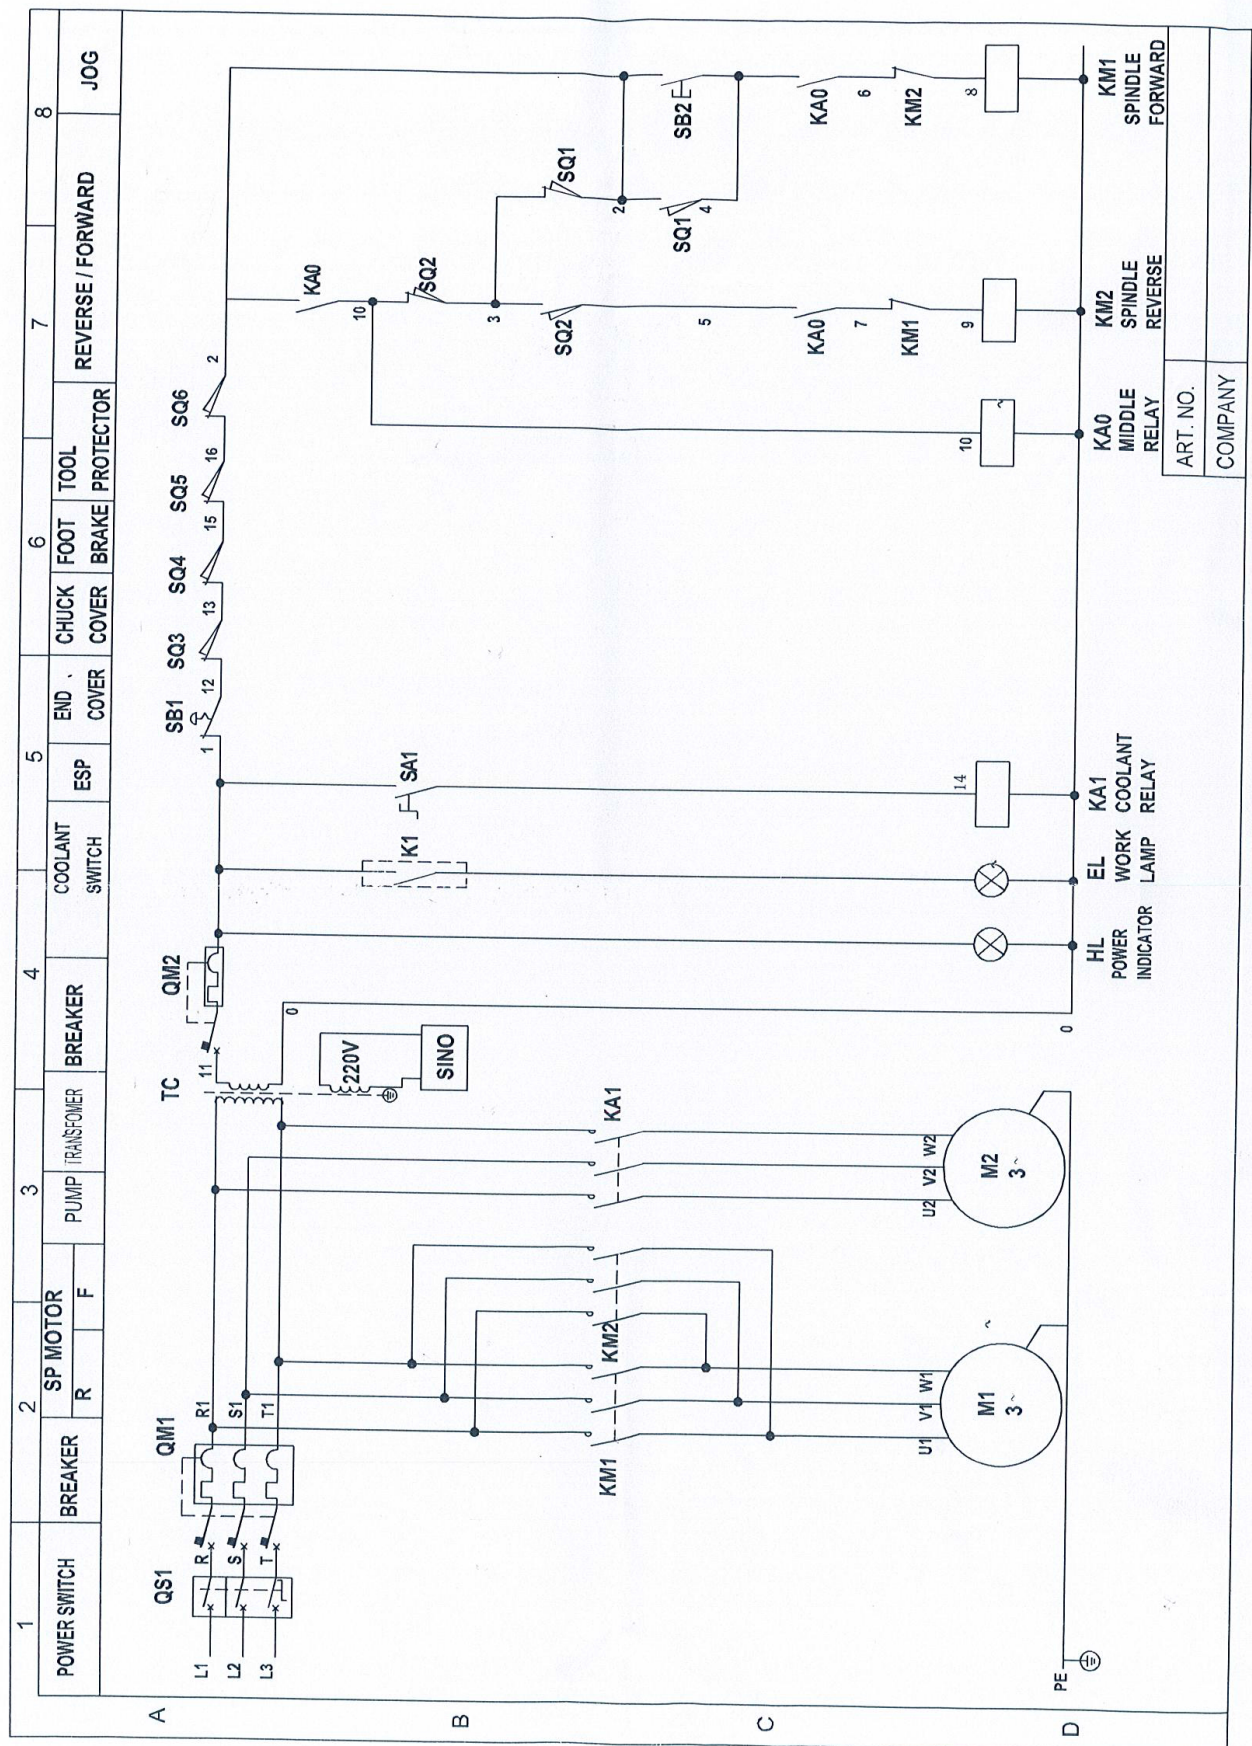 1 2 3 4 5 6 7 8
POWER SWITCH
BREAKER
SP MOTOR
R F
PUMP
TRANSFOMER
BREAKER
COOLANT
SWITCH
ESP
END
COVER
CHUCK
COVER
FOOT
BRAKE
TOOL
PROTECTOR
REVERSE / FORWARD
JOG
A
B
C
D
QS1
L1 R
L2 S
L3 T
QM1
R1
S1
T1
TC
11
QM2
0
220V
SINO
1
SB1
12
SQ3
13
SQ4
15
SQ5
16
SQ6
2
K1
SA1
KA0
10
SQ2
3
SQ1
2
SQ2
SQ1
4
SB2
5
KM1
KM2
KA1
KA0
7
KM1
KA0
6
KM2
14
10
9
8
U1 V1 W1
M1
3~
U2 V2 W2
M2
3~
PE
0
HL
POWER
INDICATOR
EL
WORK
LAMP
KA1
COOLANT
RELAY
KA0
MIDDLE
RELAY
KM2
SPINDLE
REVERSE
KM1
SPINDLE
FORWARD
ART. NO.
COMPANY